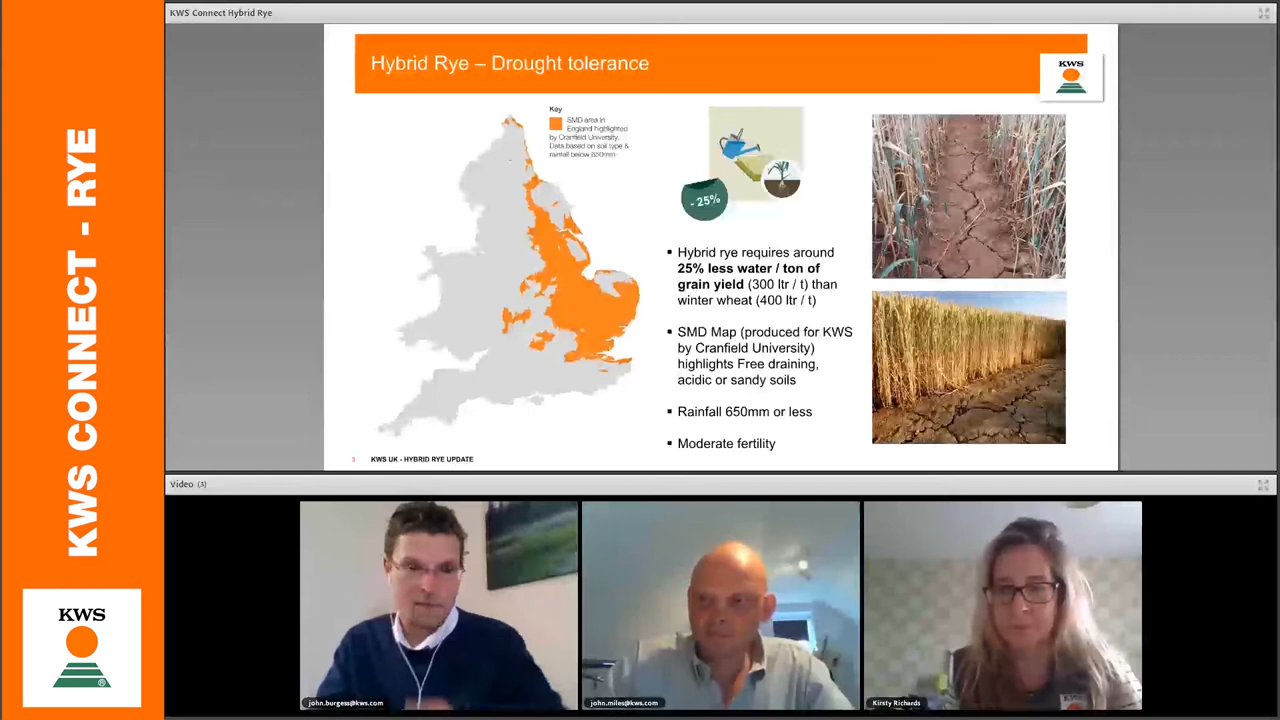 KWS CONNECT - RYE
KWS
®
KWS Connect Hybrid Rye
Hybrid Rye – Drought tolerance
KWS
Key
SMD area in
England highlighted
by Cranfield University.
Data based on soil type &
rainfall below
- 25%
▪ Hybrid rye requires around
25% less water / ton of
grain yield (300 ltr / t) than
winter wheat (400 ltr / t)
▪ SMD Map (produced for KWS
by Cranfield University)
highlights Free draining,
acidic or sandy soils
▪ Rainfall 650mm or less
▪ Moderate fertility
3 KWS UK - HYBRID RYE UPDATE
Video (3)
john.burgess@kws.com
john.miles@kws.com
Kirsty Richards
KWS